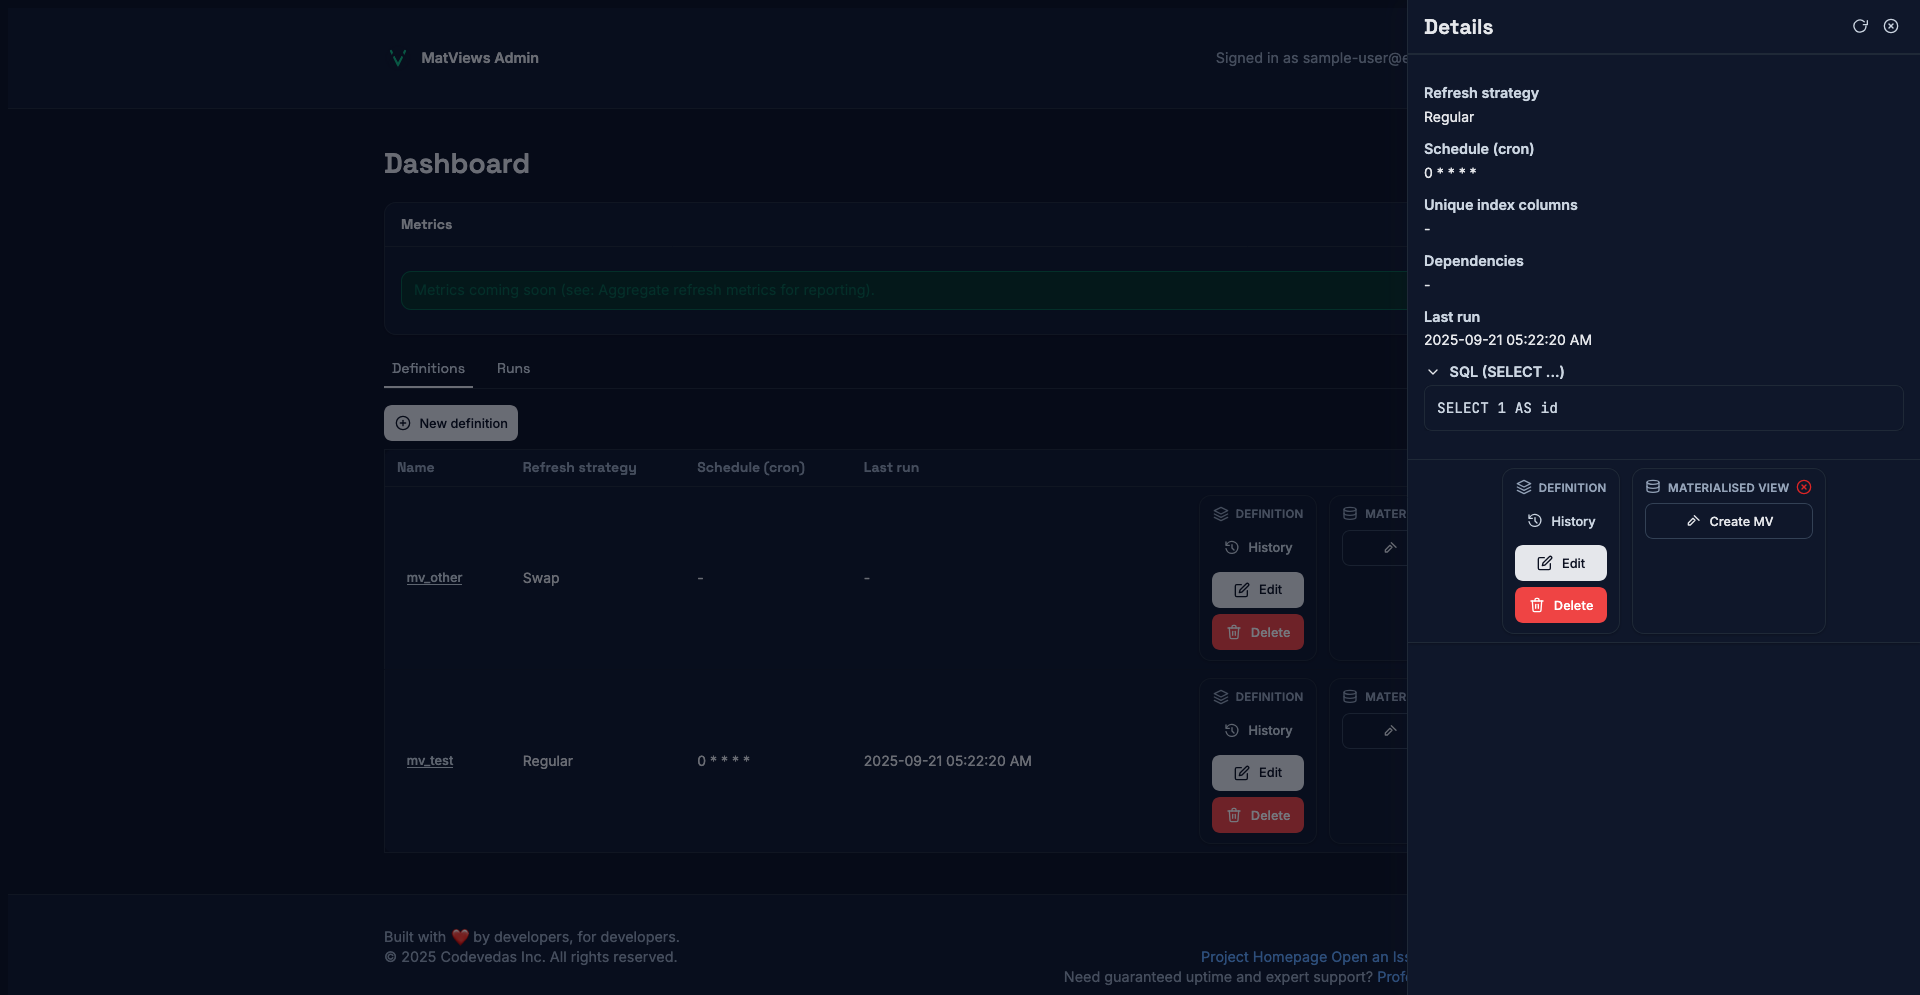 MatViews Admin
Signed in as sample-user@e
Dashboard
Metrics
Metrics coming soon (see: Aggregate refresh metrics for reporting).
Definitions Runs
New definition
Name Refresh strategy Schedule (cron) Last run
DEFINITION MATER
History
mv_other Swap - -
Edit
Delete
DEFINITION MATER
History
mv_test Regular 0 * * * * 2025-09-21 05:22:20 AM
Edit
Delete
Built with ❤️ by developers, for developers.
© 2025 Codevedas Inc. All rights reserved.
Project Homepage Open an Iss
Need guaranteed uptime and expert support? Profe
Details
Refresh strategy
Regular
Schedule (cron)
0 * * * *
Unique index columns
-
Dependencies
-
Last run
2025-09-21 05:22:20 AM
SQL (SELECT ...)
SELECT 1 AS id
DEFINITION
History
Edit
Delete
MATERIALISED VIEW
Create MV